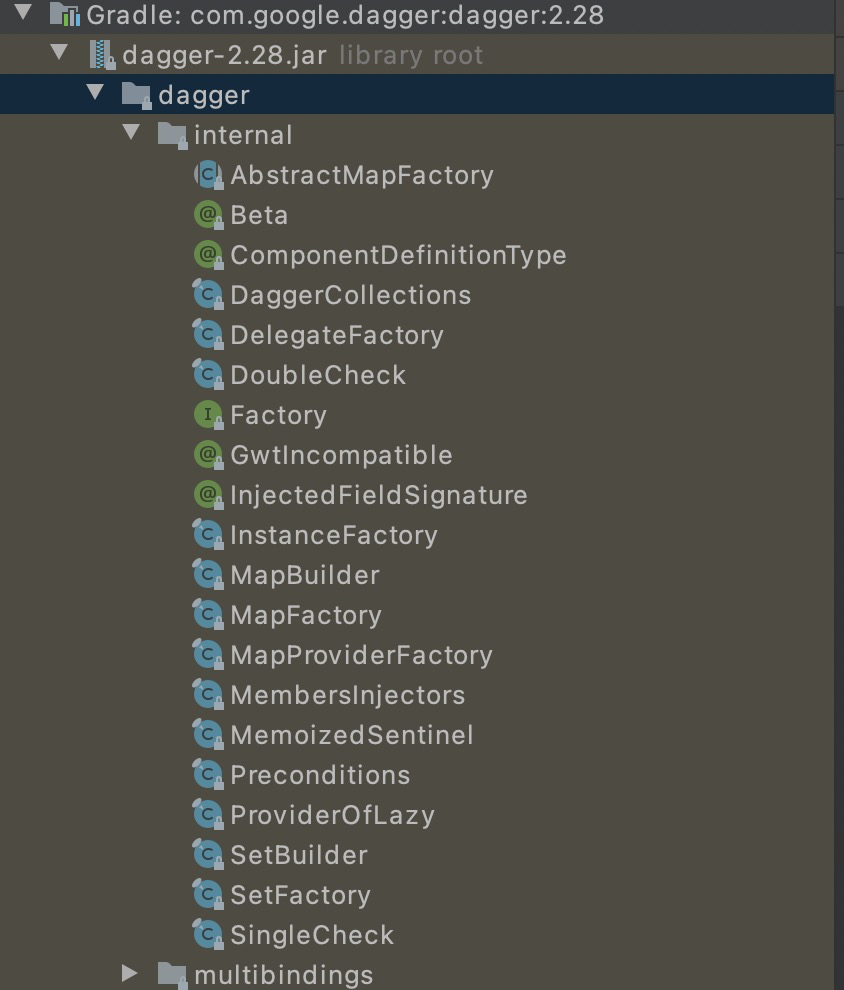 Gradle: com.google.dagger:dagger:2.28
dagger-2.28.jar library root
dagger
internal
AbstractMapFactory
Beta
ComponentDefinitionType
DaggerCollections
DelegateFactory
DoubleCheck
Factory
GwtIncompatible
InjectedFieldSignature
InstanceFactory
MapBuilder
MapFactory
MapProviderFactory
MembersInjectors
MemoizedSentinel
Preconditions
ProviderOfLazy
SetBuilder
SetFactory
SingleCheck
multibindings